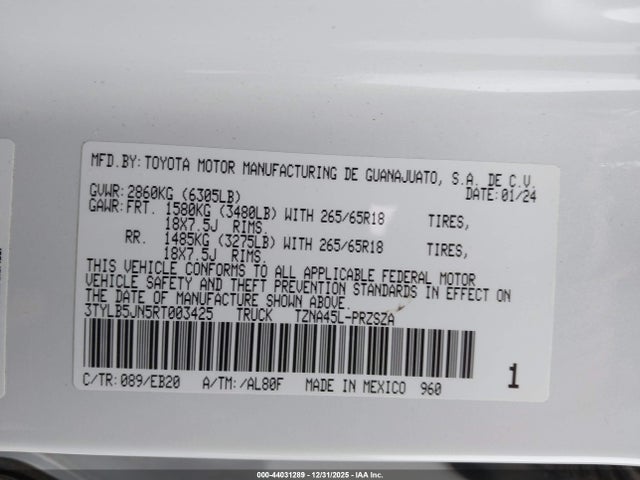 MFD.BY: TOYOTA MOTOR MANUFACTURING DE GUANAJUATO, S.A. DE C.V.
GVWR: 2860KG (6305LB) DATE: 01/24
GAWR: FRT. 1580KG (3480LB) WITH 265/65R18 TIRES,
18X7.5J RIMS.
RR. 1485KG (3275LB) WITH 265/65R18 TIRES,
18X7.5J RIMS.
THIS VEHICLE CONFORMS TO ALL APPLICABLE FEDERAL MOTOR
VEHICLE SAFETY AND THEFT PREVENTION STANDARDS IN EFFECT ON
THE DATE OF MANUFACTURE SHOWN ABOVE.
3TYLB5JN5RT003425 TRUCK TZNA45L-PRZSZA
C/TR: 089/EB20 A/TM: /AL80F MADE IN MEXICO 960 1
000-44031289 - 12/31/2025 - IAA Inc.